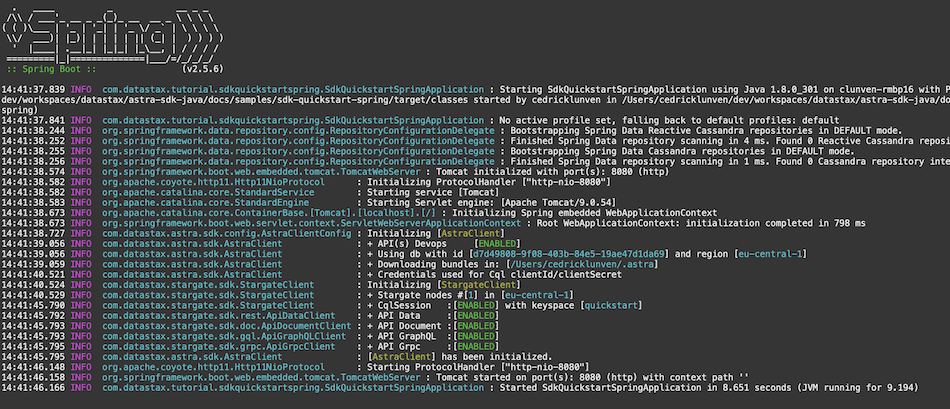 Spring
:: Spring Boot :: (v2.5.6)
14:41:37.839 INFO com.datastax.tutorial.sdkquickstartspring.SdkQuickstartSpringApplication : Starting SdkQuickstartSpringApplication using Java 1.8.0_301 on clunven-rmbp16 with P
dev/workspaces/datastax/astra-sdk-java/docs/samples/sdk-quickstart-spring/target/classes started by cedricklunven in /Users/cedricklunven/dev/workspaces/datastax/astra-sdk-java/do
spring)
14:41:37.841 INFO com.datastax.tutorial.sdkquickstartspring.SdkQuickstartSpringApplication : No active profile set, falling back to default profiles: default
14:41:38.244 INFO org.springframework.data.repository.config.RepositoryConfigurationDelegate : Bootstrapping Spring Data Reactive Cassandra repositories in DEFAULT mode.
14:41:38.252 INFO org.springframework.data.repository.config.RepositoryConfigurationDelegate : Finished Spring Data repository scanning in 4 ms. Found 0 Reactive Cassandra reposi
14:41:38.255 INFO org.springframework.data.repository.config.RepositoryConfigurationDelegate : Bootstrapping Spring Data Cassandra repositories in DEFAULT mode.
14:41:38.256 INFO org.springframework.data.repository.config.RepositoryConfigurationDelegate : Finished Spring Data repository scanning in 1 ms. Found 0 Cassandra repository inte
14:41:38.574 INFO org.springframework.boot.web.embedded.tomcat.TomcatWebServer : Tomcat initialized with port(s): 8080 (http)
14:41:38.582 INFO org.apache.coyote.http11.Http11NioProtocol : Initializing ProtocolHandler ["http-nio-8080"]
14:41:38.582 INFO org.apache.catalina.core.StandardService : Starting service [Tomcat]
14:41:38.583 INFO org.apache.catalina.core.StandardEngine : Starting Servlet engine: [Apache Tomcat/9.0.54]
14:41:38.673 INFO org.apache.catalina.core.ContainerBase.[Tomcat].[localhost].[/] : Initializing Spring embedded WebApplicationContext
14:41:38.673 INFO org.springframework.boot.web.servlet.context.ServletWebServerApplicationContext : Root WebApplicationContext: initialization completed in 798 ms
14:41:38.727 INFO com.datastax.astra.sdk.config.AstraClientConfig : Initializing [AstraClient]
14:41:39.056 INFO com.datastax.astra.sdk.AstraClient : + API(s) Devops [ENABLED]
14:41:39.056 INFO com.datastax.astra.sdk.AstraClient : + Using db with id [d7d49808-9f08-403b-84e5-19ae47d1da69] and region [eu-central-1]
14:41:39.059 INFO com.datastax.astra.sdk.AstraClient : + Downloading bundles in: [/Users/cedricklunven/.astra]
14:41:40.521 INFO com.datastax.astra.sdk.AstraClient : + Credentials used for Cql clientId/clientSecret
14:41:40.524 INFO com.datastax.stargate.sdk.StargateClient : Initializing [StargateClient]
14:41:40.529 INFO com.datastax.stargate.sdk.StargateClient : + Stargate nodes #[1] in [eu-central-1]
14:41:45.790 INFO com.datastax.stargate.sdk.StargateClient : + CqlSession :[ENABLED] with keyspace [quickstart]
14:41:45.792 INFO com.datastax.stargate.sdk.rest.ApiDataClient : + API Data :[ENABLED]
14:41:45.793 INFO com.datastax.stargate.sdk.doc.ApiDocumentClient : + API Document :[ENABLED]
14:41:45.793 INFO com.datastax.stargate.sdk.gql.ApiGraphQLClient : + API GraphQL :[ENABLED]
14:41:45.795 INFO com.datastax.stargate.sdk.grpc.ApiGrpcClient : + API Grpc :[ENABLED]
14:41:45.795 INFO com.datastax.astra.sdk.AstraClient : [AstraClient] has been initialized.
14:41:46.148 INFO org.apache.coyote.http11.Http11NioProtocol : Starting ProtocolHandler ["http-nio-8080"]
14:41:46.158 INFO org.springframework.boot.web.embedded.tomcat.TomcatWebServer : Tomcat started on port(s): 8080 (http) with context path ''
14:41:46.166 INFO com.datastax.tutorial.sdkquickstartspring.SdkQuickstartSpringApplication : Started SdkQuickstartSpringApplication in 8.651 seconds (JVM running for 9.194)